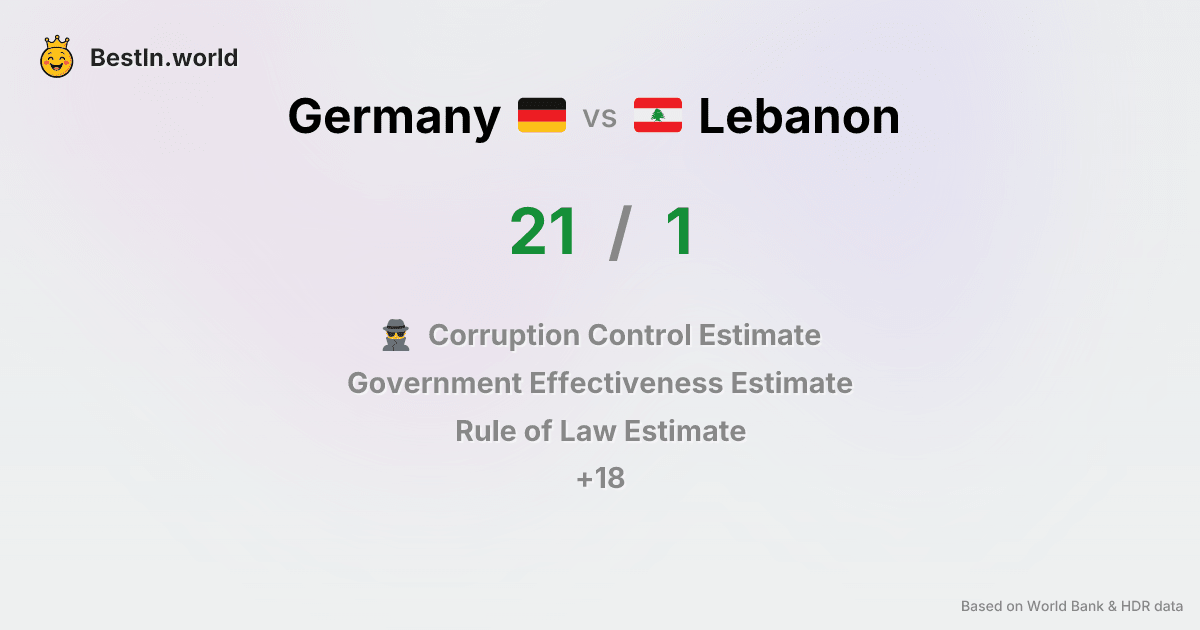 BestIn.world
Germany vs Lebanon
21 / 1
Corruption Control Estimate
Government Effectiveness Estimate
Rule of Law Estimate
+18
Based on World Bank & HDR data